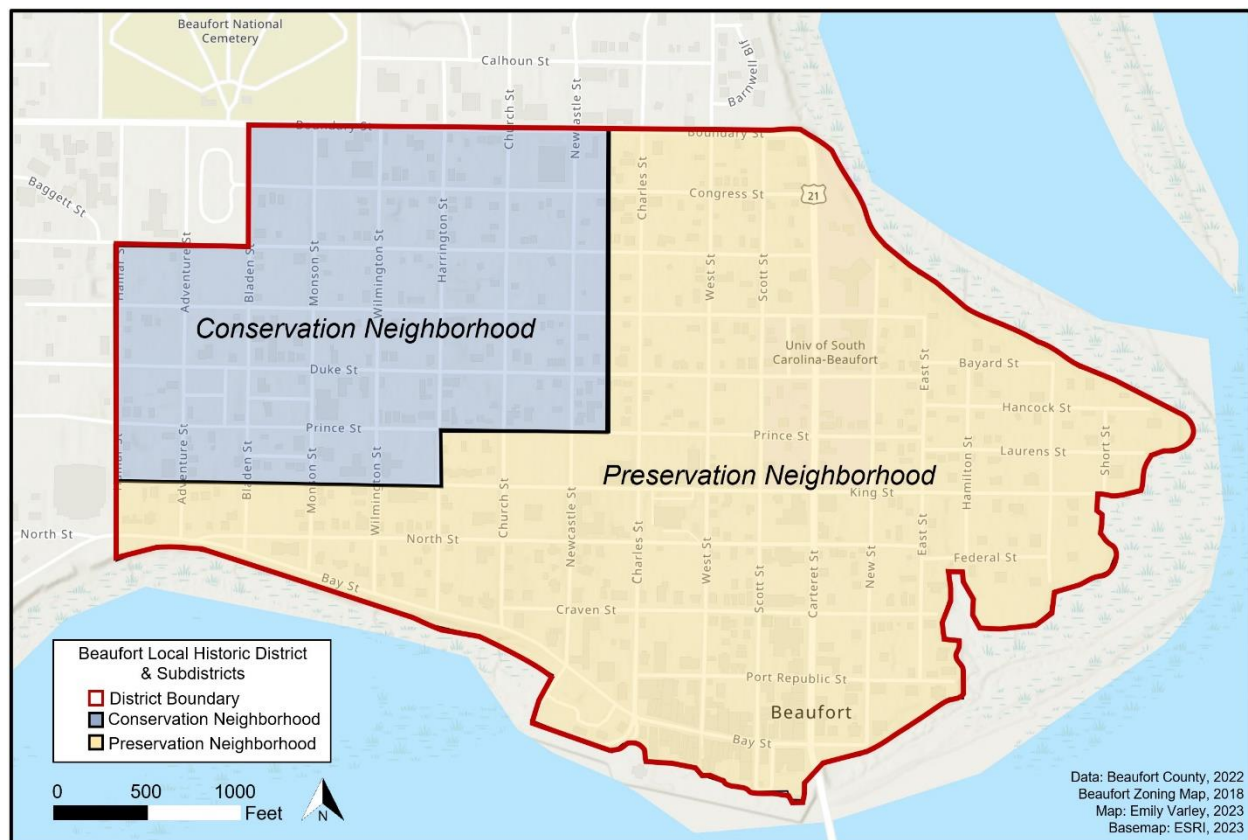 Beaufort National
Cemetery
Calhoun St
Barnwell Blf
Church St
Newcastle St
Boundary St
Boundary St
Baggett St
Charles St
Congress St
21
Hamar St
Adventure St
Bladen St
Monson St
Wilmington St
Harrington St
West St
Scott St
Conservation Neighborhood
Univ of South
Carolina-Beaufort
East St
Bayard St
Duke St
Hancock St
Prince St
Prince St
Laurens St
Short St
Hamar St
Adventure St
Bladen St
Monson St
Wilmington St
Preservation Neighborhood
Church St
King St
Hamilton St
North St
North St
Newcastle St
Charles St
West St
East St
Federal St
Bay St
Scott St
Carteret St
New St
Craven St
Port Republic St
Beaufort
Bay St
Beaufort Local Historic District
& Subdistricts
District Boundary
Conservation Neighborhood
Preservation Neighborhood
0 500 1000
Feet
N
Data: Beaufort County, 2022
Beaufort Zoning Map, 2018
Map: Emily Varley, 2023
Basemap: ESRI, 2023